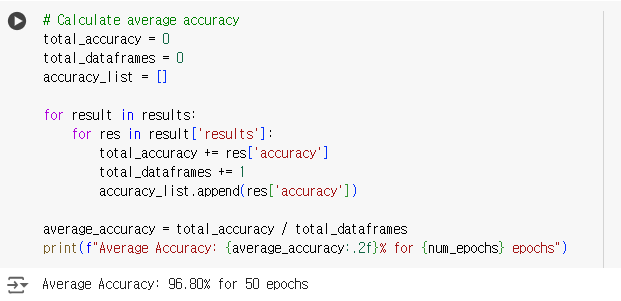 # Calculate average accuracy
total_accuracy = 0
total_dataframes = 0
accuracy_list = []
for result in results:
for res in result['results']:
total_accuracy += res['accuracy']
total_dataframes += 1
accuracy_list.append(res['accuracy'])
average_accuracy = total_accuracy / total_dataframes
print(f"Average Accuracy: {average_accuracy:.2f}% for {num_epochs} epochs")
Average Accuracy: 96.80% for 50 epochs